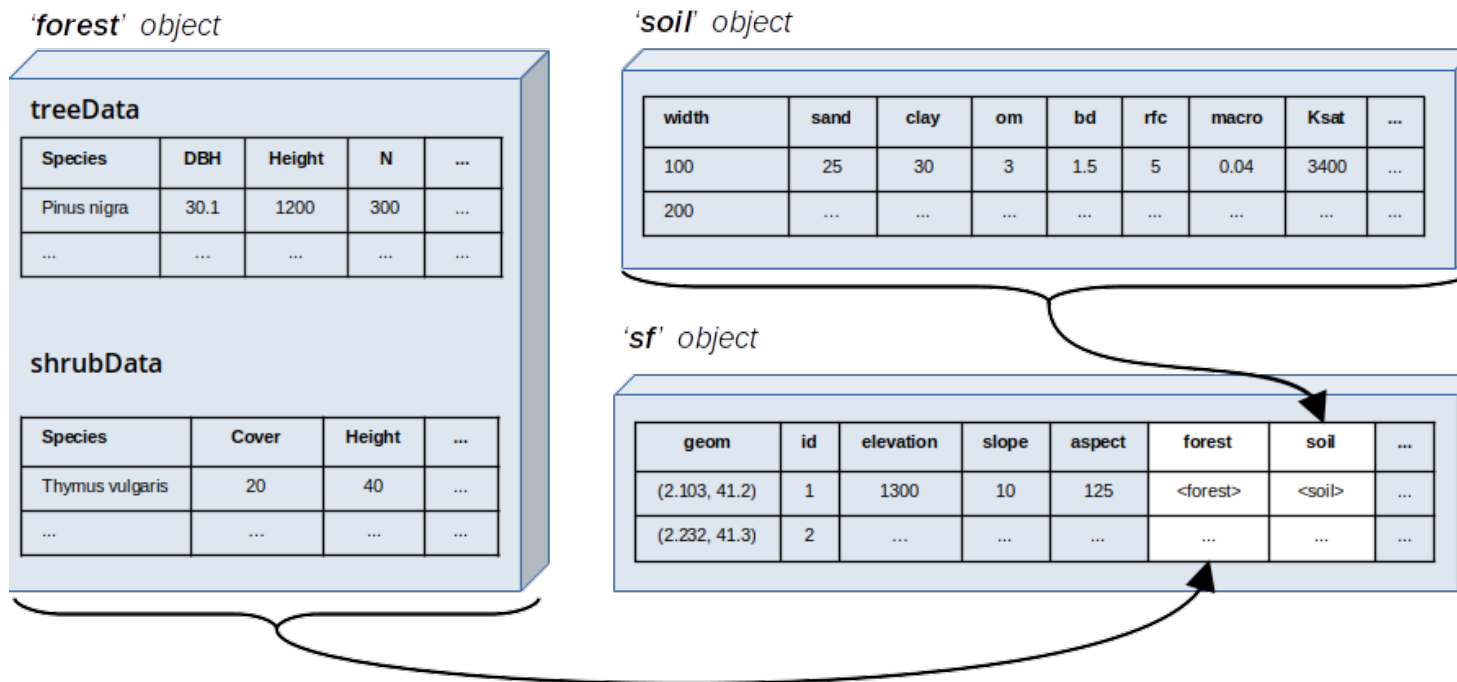 ‘forest’ object
treeData
Species DBH Height N ...
Pinus nigra 30.1 1200 300 ...
... ... ... ... ...
shrubData
Species Cover Height ...
Thymus vulgaris 20 40 ...
... ... ... ...
‘soil’ object
width sand clay om bd rfc macro Ksat ...
100 25 30 3 1.5 5 0.04 3400 ...
200 ... ... ... ... ... ... ... ...
‘sf’ object
geom id elevation slope aspect forest soil ...
(2.103, 41.2) 1 1300 10 125 <forest> <soil> ...
(2.232, 41.3) 2 ... ... ... ... ... ...